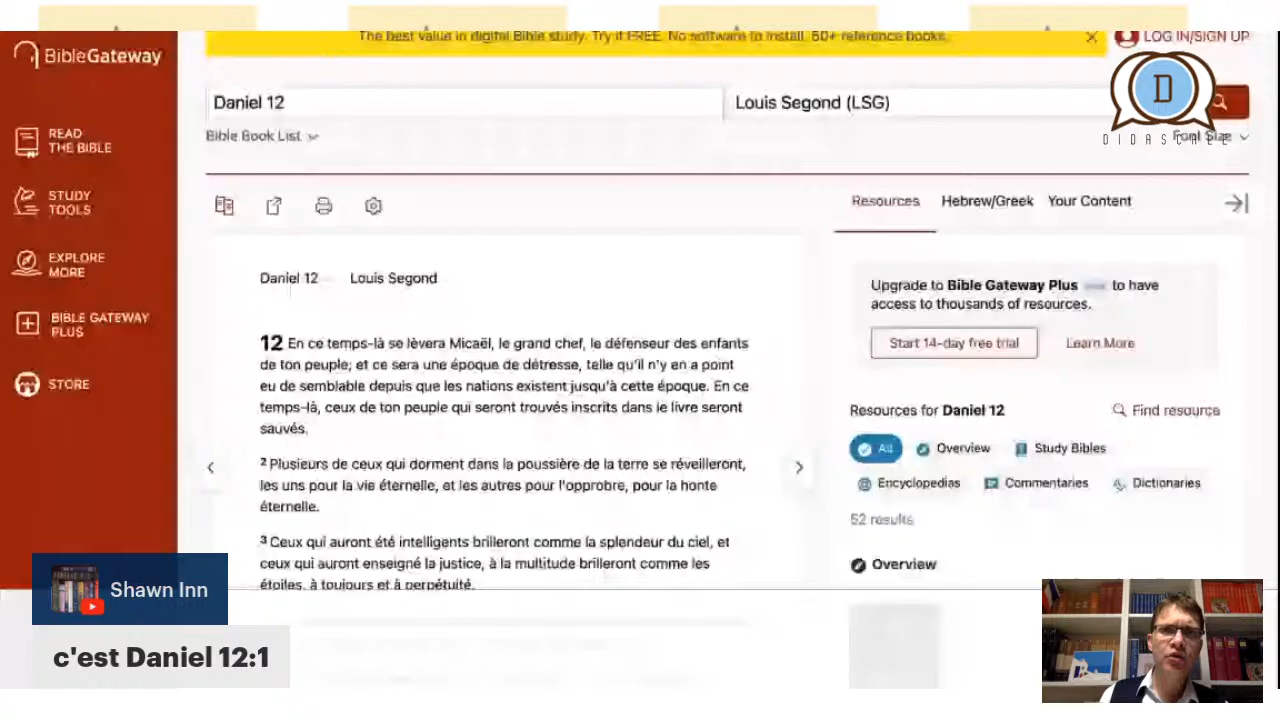 The best value in digital Bible study. Try it FREE. No software to install. 50+ reference books.
LOG IN/SIGN UP
BibleGateway
Daniel 12
Louis Segond (LSG)
D
DIDASCALE
Bible Book List
Font Size
READ
THE BIBLE
STUDY
TOOLS
EXPLORE
MORE
BIBLE GATEWAY
PLUS
STORE
Resources
Hebrew/Greek
Your Content
Daniel 12
Louis Segond
12 En ce temps-là se lèvera Micaël, le grand chef, le défenseur des enfants
de ton peuple; et ce sera une époque de détresse, telle qu'il n'y en a point
eu de semblable depuis que les nations existent jusqu'à cette époque. En ce
temps-là, ceux de ton peuple qui seront trouvés inscrits dans le livre seront
sauvés.
2 Plusieurs de ceux qui dorment dans la poussière de la terre se réveilleront,
les uns pour la vie éternelle, et les autres pour l'opprobre, pour la honte
éternelle.
3 Ceux qui auront été intelligents brilleront comme la splendeur du ciel, et
ceux qui auront enseigné la justice, à la multitude brilleront comme les
étoiles, à toujours et à perpétuité.
Upgrade to Bible Gateway Plus to have
access to thousands of resources.
Start 14-day free trial
Learn More
Resources for Daniel 12
Find resource
All
Overview
Study Bibles
Encyclopedias
Commentaries
Dictionaries
52 results
Overview
Shawn Inn
c'est Daniel 12:1